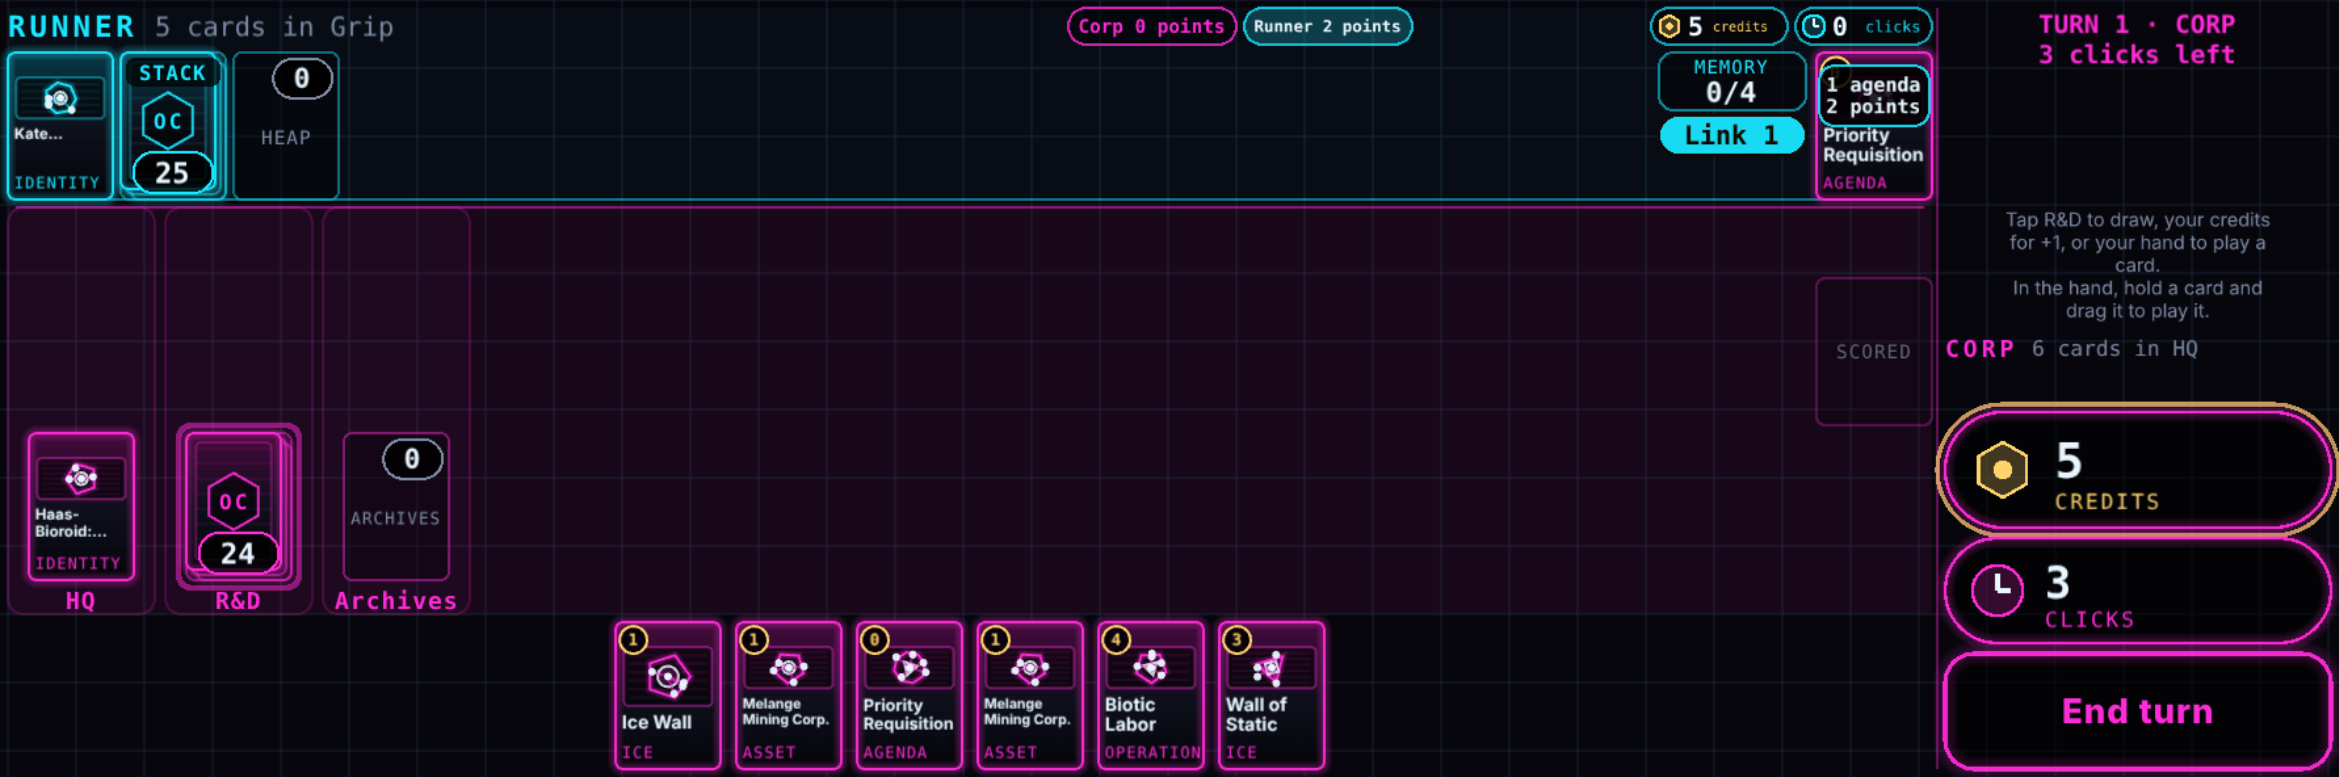 RUNNER 5 cards in Grip
Corp 0 points
Runner 2 points
5 credits
0 clicks
TURN 1 · CORP
3 clicks left
Kate...
IDENTITY
STACK
OC
25
0
HEAP
MEMORY
0/4
Link 1
1 agenda
2 points
Priority
Requisition
AGENDA
Tap R&D to draw, your credits
for +1, or your hand to play a
card.
In the hand, hold a card and
drag it to play it.
SCORED
CORP 6 cards in HQ
Haas-
Bioroid:...
IDENTITY
HQ
OC
24
R&D
0
ARCHIVES
Archives
5
CREDITS
3
CLICKS
End turn
1
Ice Wall
ICE
1
Melange
Mining Corp.
ASSET
0
Priority
Requisition
AGENDA
1
Melange
Mining Corp.
ASSET
4
Biotic
Labor
OPERATION
3
Wall of
Static
ICE